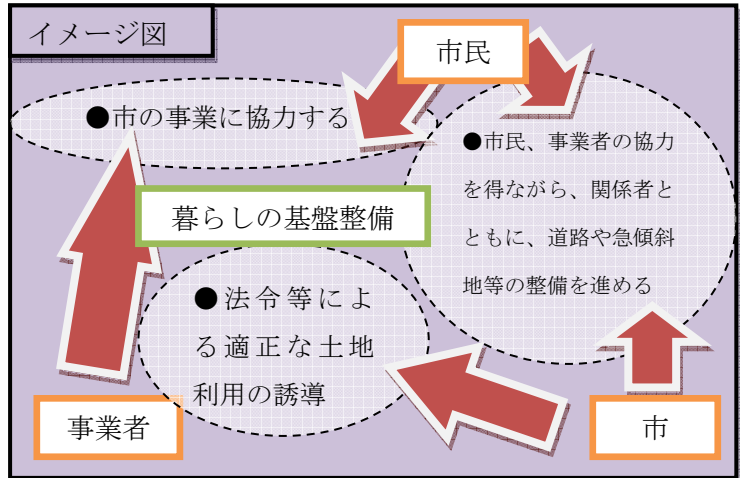 イメージ図
市民
●市の事業に協力する
●市民、事業者の協力
を得ながら、関係者と
ともに、道路や急傾斜
地等の整備を進める
暮らしの基盤整備
●法令等によ
る適正な土地
利用の誘導
事業者
市